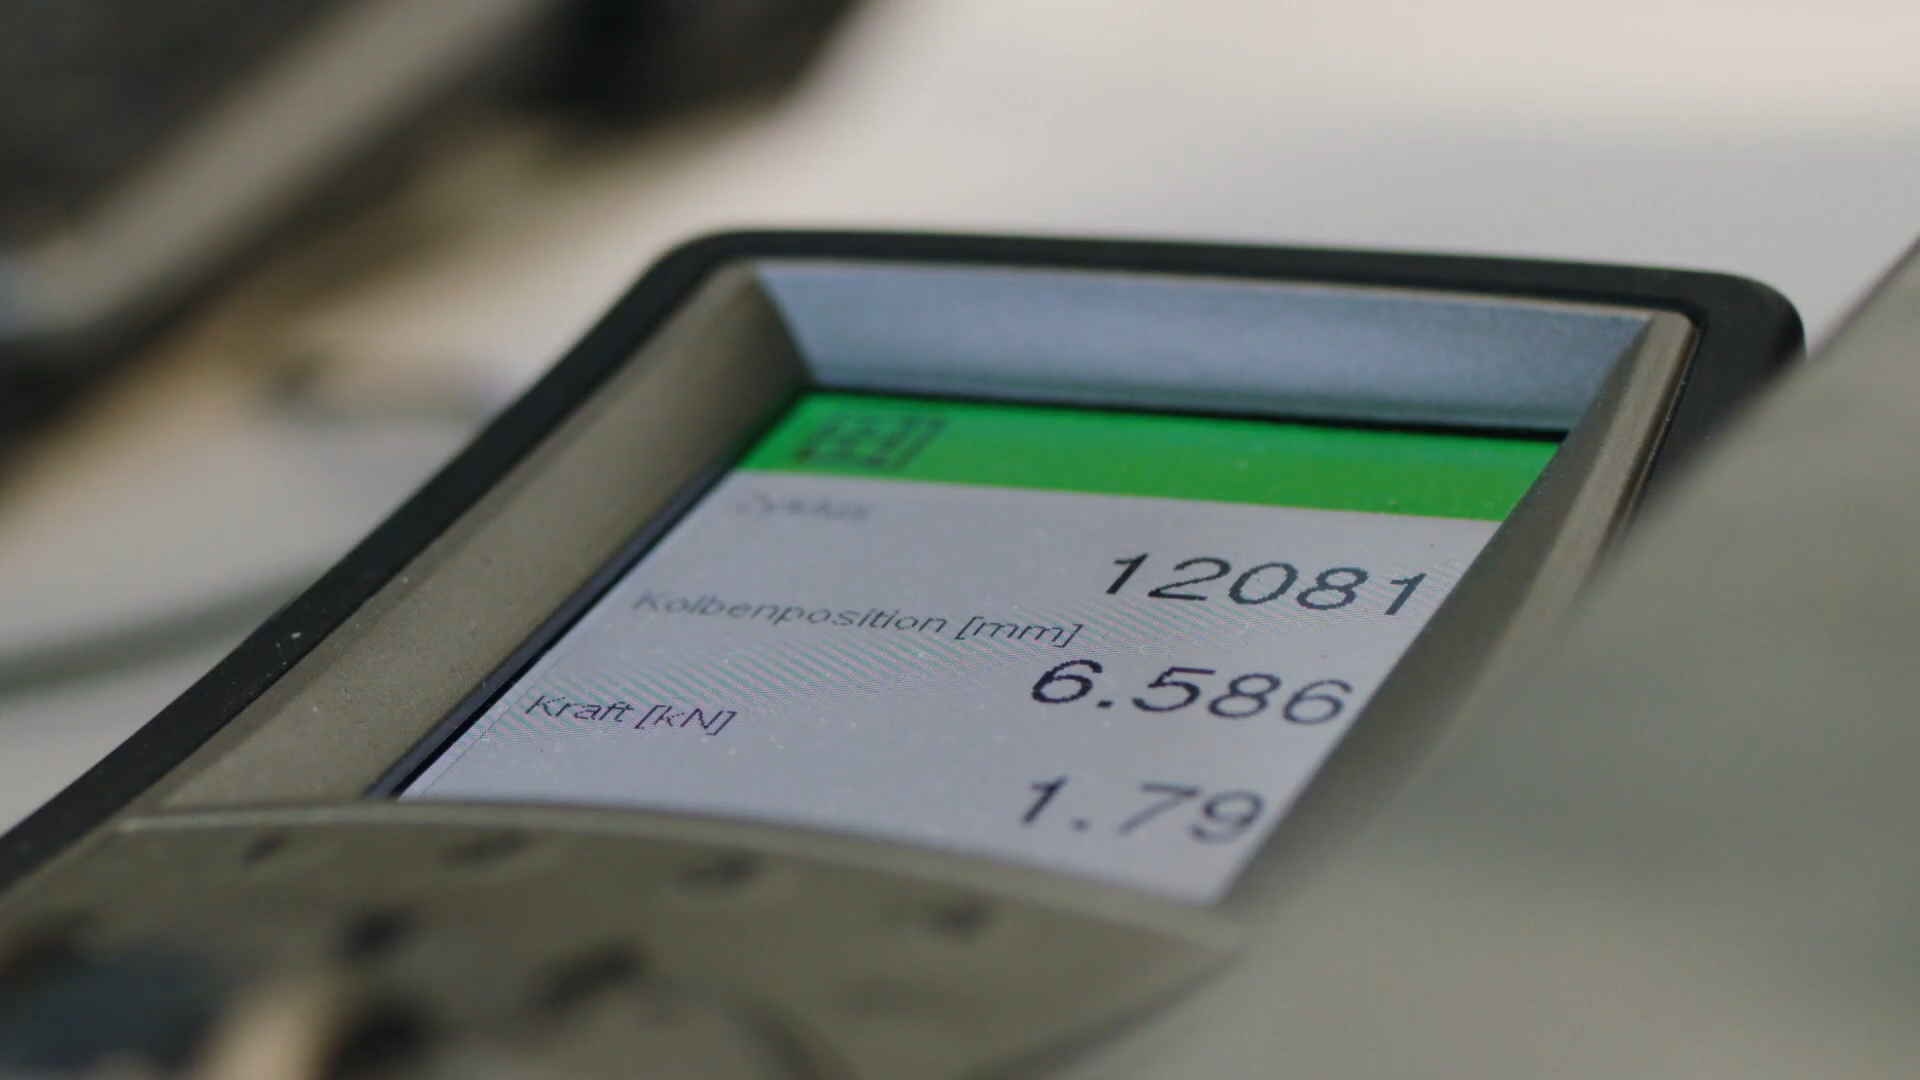 Zyklus
12081
Kolbenposition [mm]
6.586
Kraft [kN]
1.79